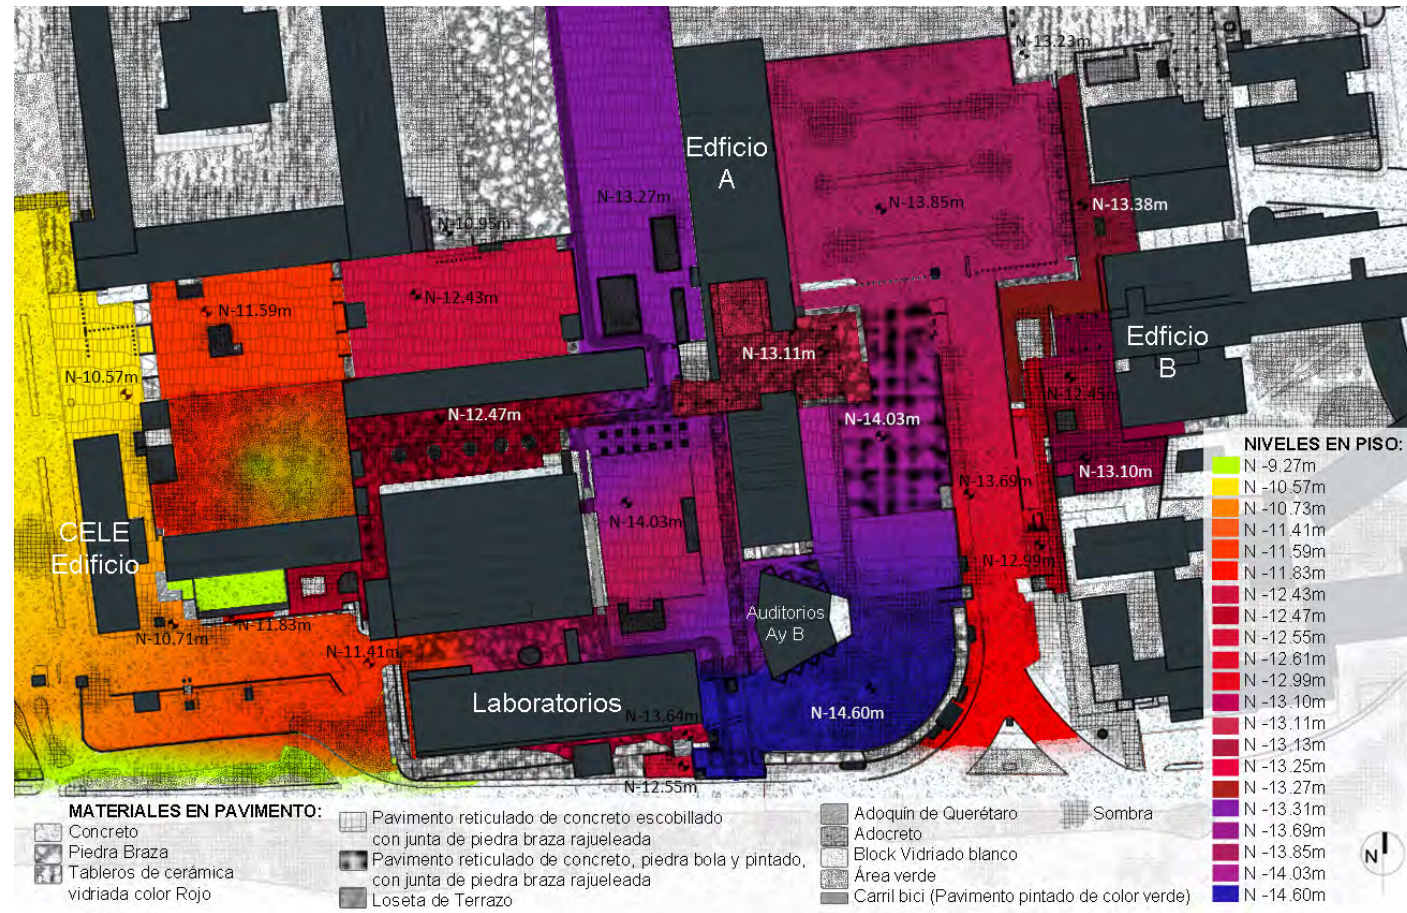 N-13.23m
Edficio
A
N-13.27m
N-13.85m
N-13.38m
N-10.95m
N-12.43m
N-11.59m
N-13.11m
Edficio
B
N-10.57m
N-12.45m
N-12.47m
N-14.03m
N-13.10m
N-13.69m
N-14.03m
CELE
Edificio
N-12.99m
Auditorios
Ay B
N-11.83m
N-10.71m
N-11.41m
Laboratorios
N-13.64m
N-14.60m
N-12.55m
NIVELES EN PISO:
N -9.27m
N -10.57m
N -10.73m
N -11.41m
N -11.59m
N -11.83m
N -12.43m
N -12.47m
N -12.55m
N -12.61m
N -12.99m
N -13.10m
N -13.11m
N -13.13m
N -13.25m
N -13.27m
N -13.31m
N -13.69m
N -13.85m
N -14.03m
N -14.60m
MATERIALES EN PAVIMENTO:
Concreto
Piedra Braza
Tableros de cerámica
vidriada color Rojo
Pavimento reticulado de concreto escobillado
con junta de piedra braza rajueleada
Pavimento reticulado de concreto, piedra bola y pintado,
con junta de piedra braza rajueleada
Loseta de Terrazo
Adoquín de Querétaro
Adocreto
Block Vidriado blanco
Área verde
Carril bici (Pavimento pintado de color verde)
Sombra
N